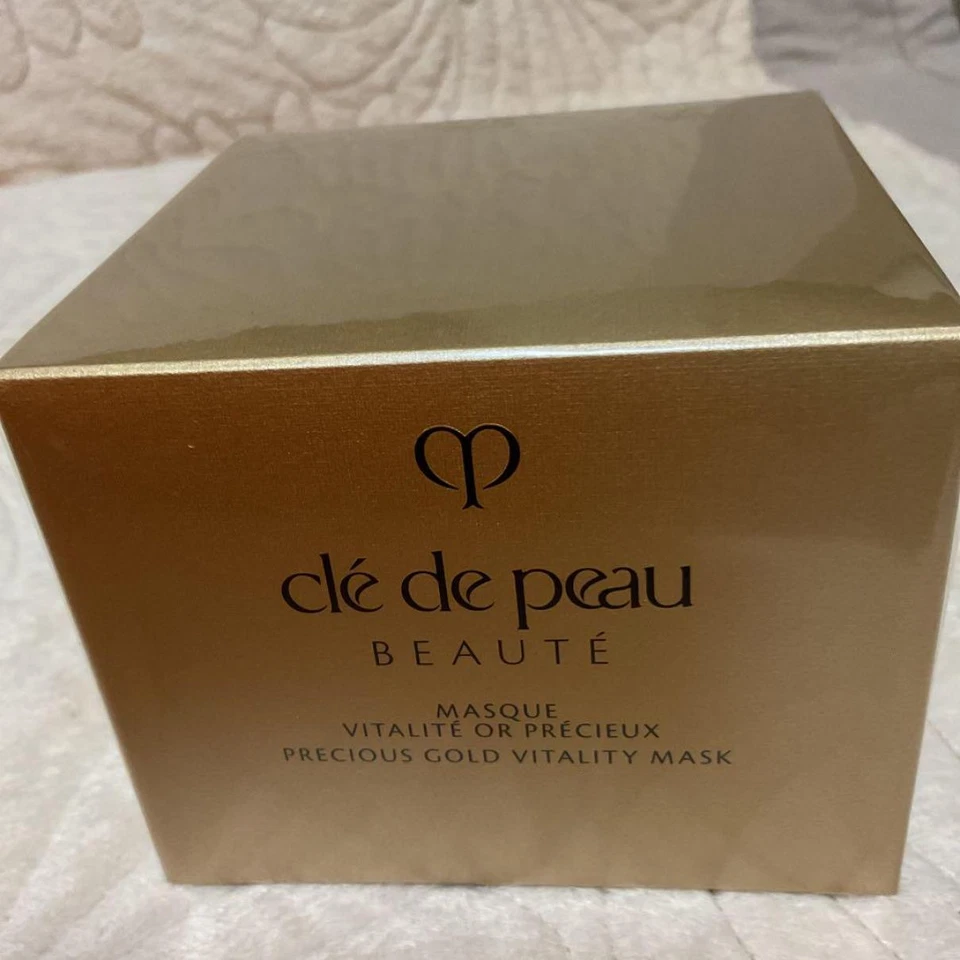 clé de peau
BEAUTÉ
MASQUE
VITALITÉ OR PRÉCIEUX
PRECIOUS GOLD VITALITY MASK